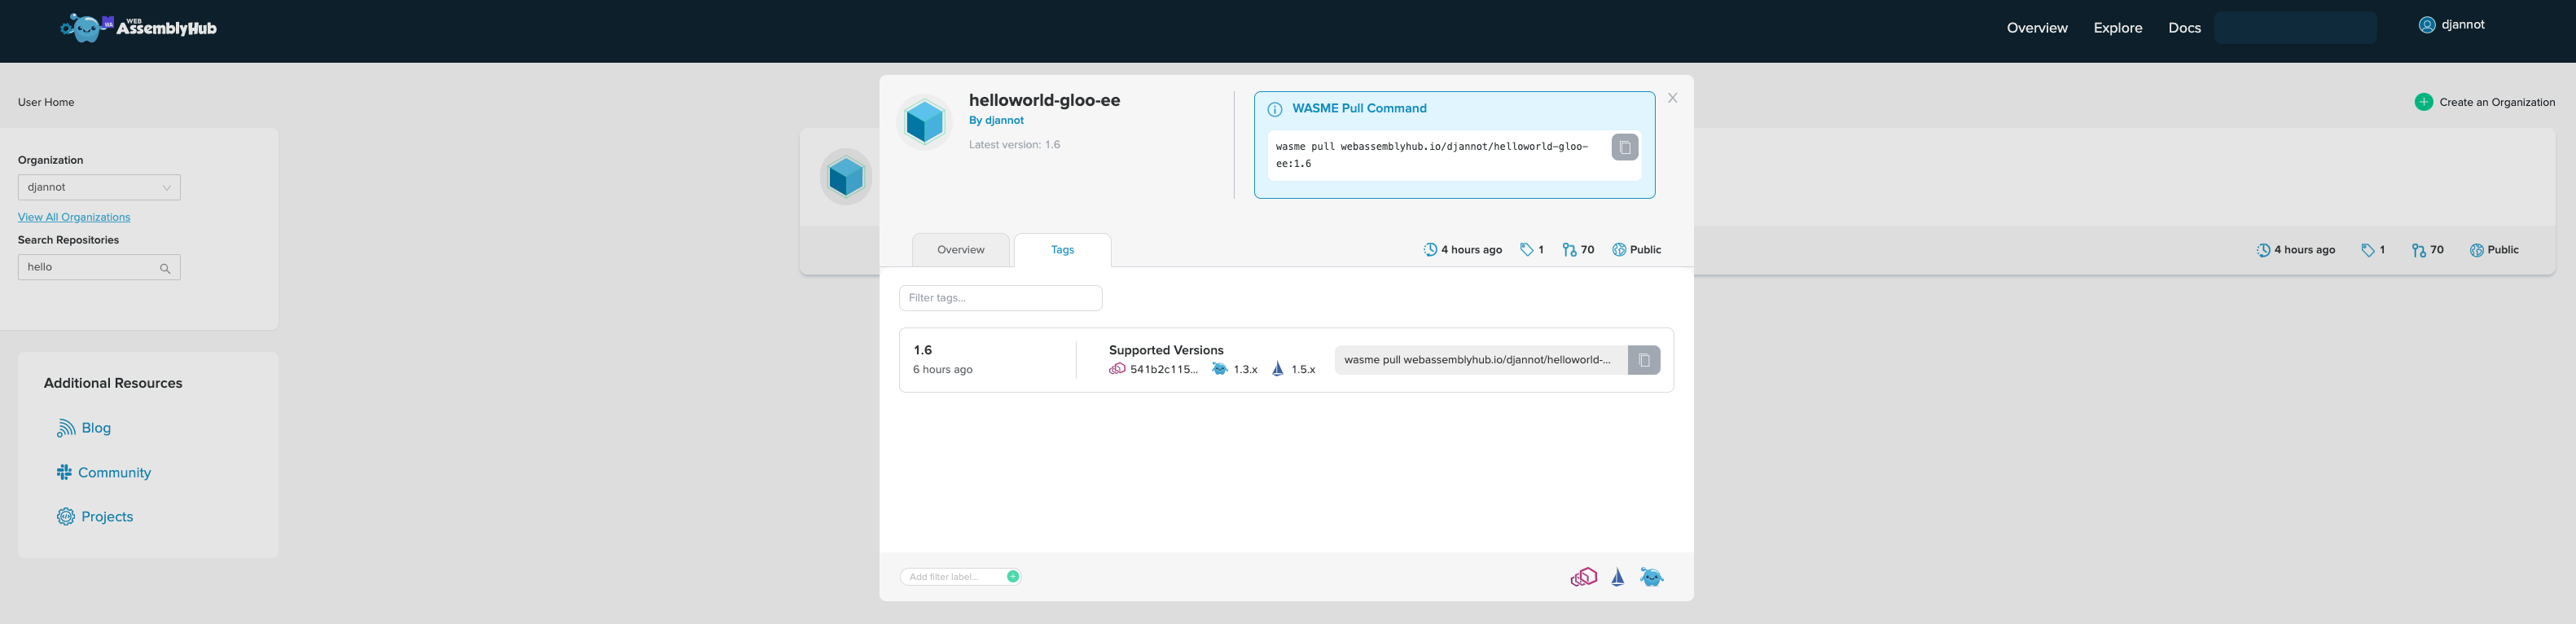 WEB
AssemblyHub
Overview Explore Docs djannot
User Home
Create an Organization
Organization
djannot
View All Organizations
Search Repositories
hello
Additional Resources
Blog
Community
Projects
helloworld-gloo-ee
By djannot
Latest version: 1.6
WASME Pull Command
wasme pull webassemblyhub.io/djannot/helloworld-gloo-
ee:1.6
X
Overview Tags 4 hours ago 1 70 Public
Filter tags...
1.6
6 hours ago
Supported Versions
541b2c115... 1.3.x 1.5.x
wasme pull webassemblyhub.io/djannot/helloworld-...
Add filter label...
4 hours ago 1 70 Public